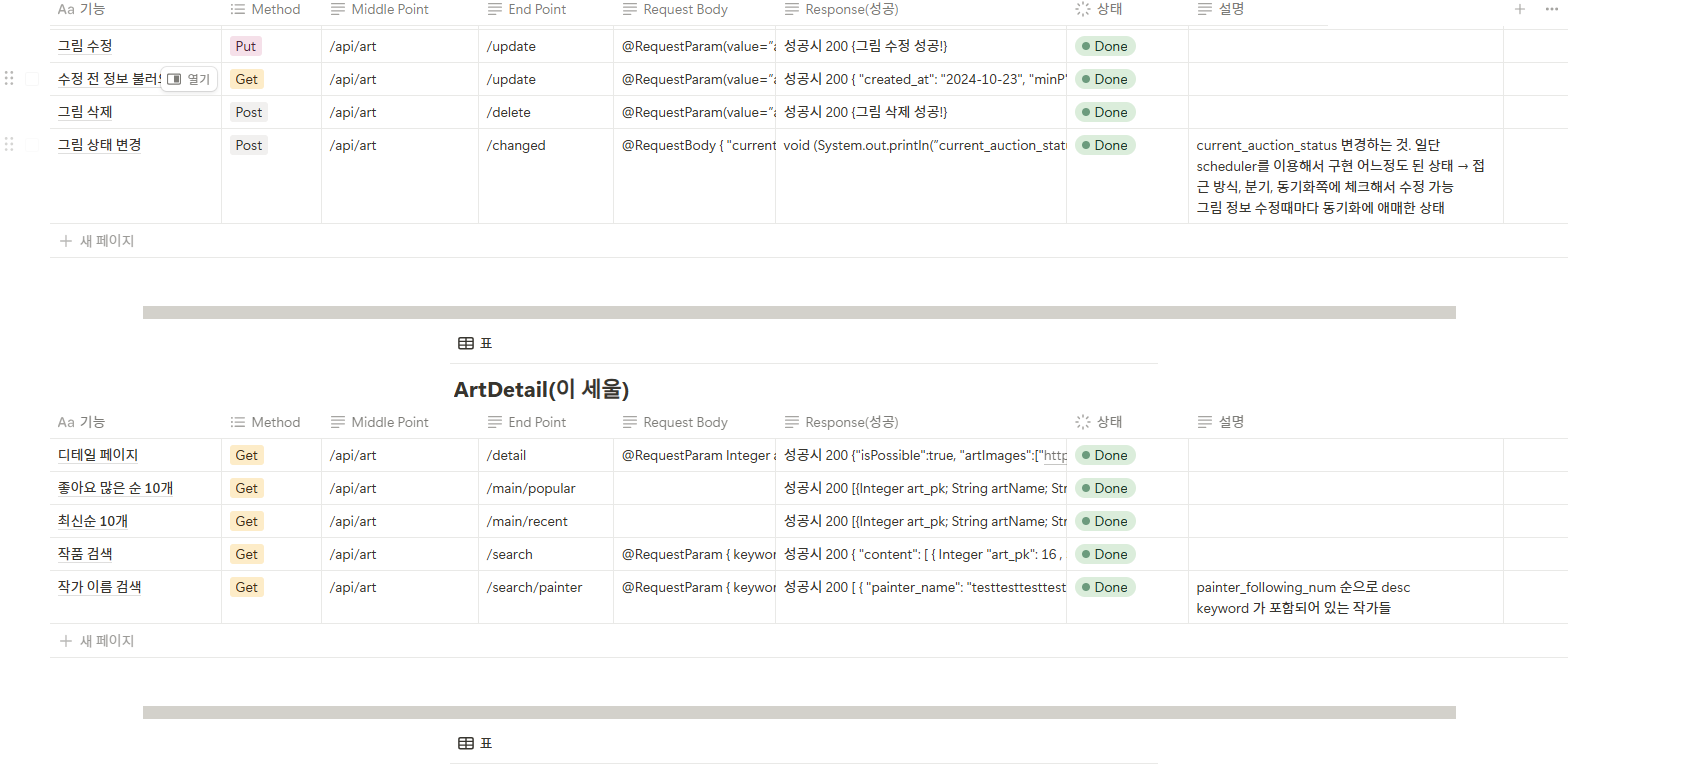 Aa 기능 Method Middle Point End Point Request Body Response(성공) 상태 설명
그림 수정 Put /api/art /update @RequestParam(value="a 성공시 200 {그림 수정 성공!} Done
수정 전 정보 불러오 열기 Get /api/art /update @RequestParam(value="a 성공시 200 { "created_at": "2024-10-23", "minP" Done
그림 삭제 Post /api/art /delete @RequestParam(value="a 성공시 200 {그림 삭제 성공!} Done
그림 상태 변경 Post /api/art /changed @RequestBody { "current void (System.out.println("current_auction_stat Done current_auction_status 변경하는 것. 일단
scheduler를 이용해서 구현 어느정도 된 상태 → 접
근 방식, 분기, 동기화쪽에 체크해서 수정 가능
그림 정보 수정때마다 동기화에 애매한 상태
새 페이지
표
ArtDetail(이 세울)
Aa 기능 Method Middle Point End Point Request Body Response(성공) 상태 설명
디테일 페이지 Get /api/art /detail @RequestParam Integer a 성공시 200 {"isPossible":true, "artImages":["http Done
좋아요 많은 순 10개 Get /api/art /main/popular 성공시 200 [{Integer art_pk; String artName; Str Done
최신순 10개 Get /api/art /main/recent 성공시 200 [{Integer art_pk; String artName; Str Done
작품 검색 Get /api/art /search @RequestParam { keywor 성공시 200 { "content": [ { Integer "art_pk": 16 , Done
작가 이름 검색 Get /api/art /search/painter @RequestParam { keywor 성공시 200 [ { "painter_name": "testtesttesttest Done painter_following_num 순으로 desc
keyword 가 포함되어 있는 작가들
새 페이지
표